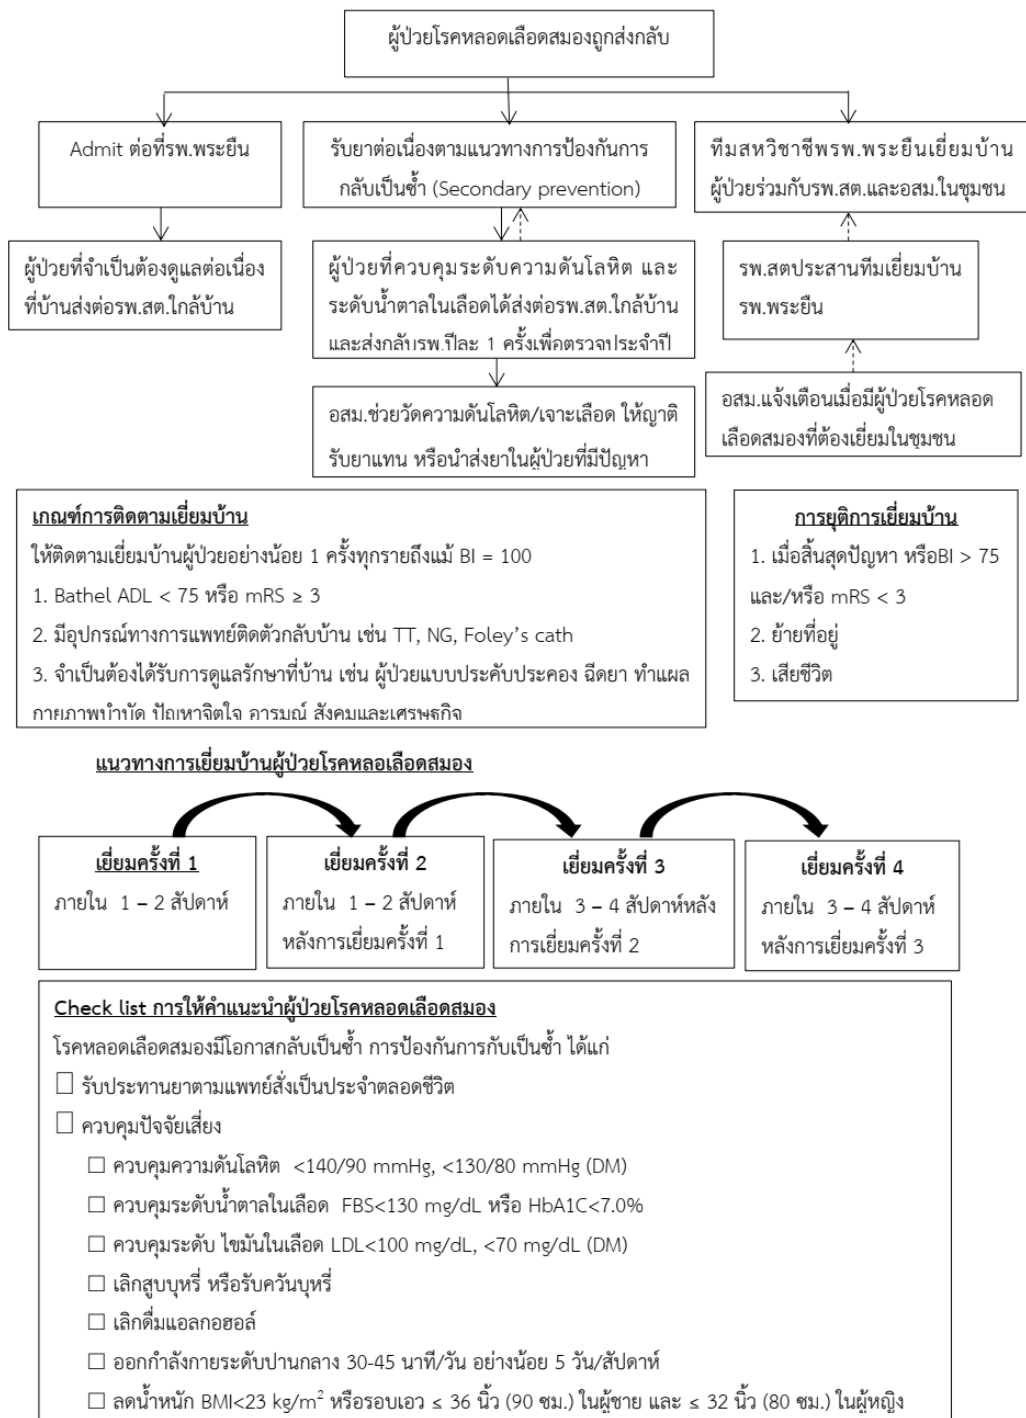 ผู้ป่วยโรคหลอดเลือดสมองถูกส่งกลับ
Admit ต่อที่รพ.พระยืน
รับยาต่อเนื่องตามแนวทางการป้องกันการ
กลับเป็นซ้ำ (Secondary prevention)
ทีมสหวิชาชีพรพ.พระยืนเยี่ยมบ้าน
ผู้ป่วยร่วมกับรพ.สต.และอสม.ในชุมชน
ผู้ป่วยที่จำเป็นต้องดูแลต่อเนื่อง
ที่บ้านส่งต่อรพ.สต.ใกล้บ้าน
ผู้ป่วยที่ควบคุมระดับความดันโลหิต และ
ระดับน้ำตาลในเลือดได้ส่งต่อรพ.สต.ใกล้บ้าน
และส่งกลับรพ.ปีละ 1 ครั้งเพื่อตรวจประจำปี
รพ.สตประสานทีมเยี่ยมบ้าน
รพ.พระยืน
อสม.ช่วยวัดความดันโลหิต/เจาะเลือด ให้ญาติ
รับยาแทน หรือนำส่งยาในผู้ป่วยที่มีปัญหา
อสม.แจ้งเตือนเมื่อมีผู้ป่วยโรคหลอด
เลือดสมองที่ต้องเยี่ยมในชุมชน
เกณฑ์การติดตามเยี่ยมบ้าน
ให้ติดตามเยี่ยมบ้านผู้ป่วยอย่างน้อย 1 ครั้งทุกรายถึงแม้ BI = 100
1. Bathel ADL < 75 หรือ mRS ≥ 3
2. มีอุปกรณ์ทางการแพทย์ติดตัวกลับบ้าน เช่น TT, NG, Foley's cath
3. จำเป็นต้องได้รับการดูแลรักษาที่บ้าน เช่น ผู้ป่วยแบบประคับประคอง ฉีดยา ทำแผล
กายภาพบำบัด ปัญหาจิตใจ อารมณ์ สังคมและเศรษฐกิจ
การยุติการเยี่ยมบ้าน
1. เมื่อสิ้นสุดปัญหา หรือBI > 75
และ/หรือ mRS < 3
2. ย้ายที่อยู่
3. เสียชีวิต
แนวทางการเยี่ยมบ้านผู้ป่วยโรคหลอเลือดสมอง
เยี่ยมครั้งที่ 1
ภายใน 1 – 2 สัปดาห์
เยี่ยมครั้งที่ 2
ภายใน 1 – 2 สัปดาห์
หลังการเยี่ยมครั้งที่ 1
เยี่ยมครั้งที่ 3
ภายใน 3 – 4 สัปดาห์หลัง
การเยี่ยมครั้งที่ 2
เยี่ยมครั้งที่ 4
ภายใน 3 – 4 สัปดาห์
หลังการเยี่ยมครั้งที่ 3
Check list การให้คำแนะนำผู้ป่วยโรคหลอดเลือดสมอง
โรคหลอดเลือดสมองมีโอกาสกลับเป็นซ้ำ การป้องกันการกับเป็นซ้ำ ได้แก่
□ รับประทานยาตามแพทย์สั่งเป็นประจำตลอดชีวิต
□ ควบคุมปัจจัยเสี่ยง
□ ควบคุมความดันโลหิต <140/90 mmHg, <130/80 mmHg (DM)
□ ควบคุมระดับน้ำตาลในเลือด FBS<130 mg/dL หรือ HbA1C<7.0%
□ ควบคุมระดับ ไขมันในเลือด LDL<100 mg/dL, <70 mg/dL (DM)
□ เลิกสูบบุหรี่ หรือรับควันบุหรี่
□ เลิกดื่มแอลกอฮอล์
□ ออกกำลังกายระดับปานกลาง 30-45 นาที/วัน อย่างน้อย 5 วัน/สัปดาห์
□ ลดน้ำหนัก BMI<23 kg/m² หรือรอบเอว ≤ 36 นิ้ว (90 ซม.) ในผู้ชาย และ ≤ 32 นิ้ว (80 ซม.) ในผู้หญิง